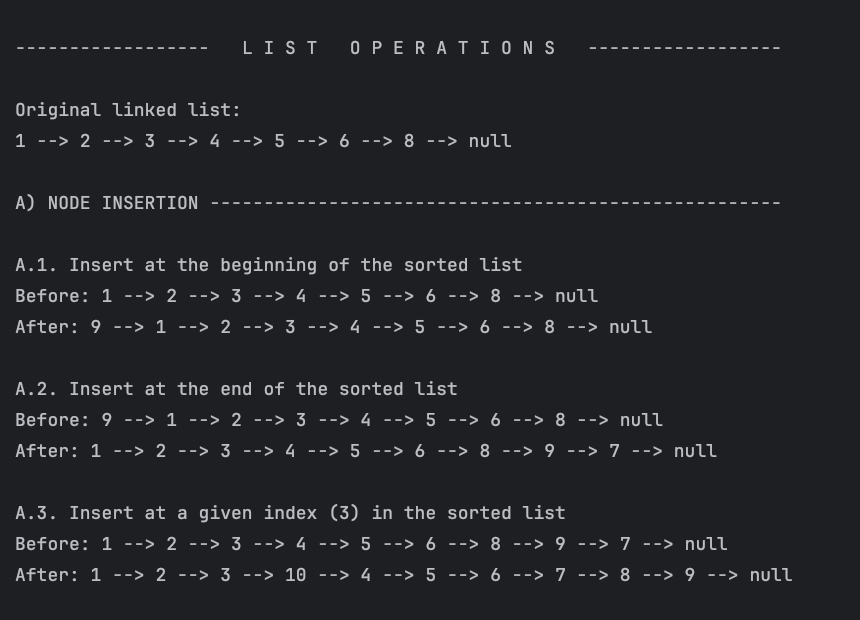 ------------------   L I S T   O P E R A T I O N S   ------------------
Original linked list:
1 --> 2 --> 3 --> 4 --> 5 --> 6 --> 8 --> null
A) NODE INSERTION -----------------------------------------------------
A.1. Insert at the beginning of the sorted list
Before: 1 --> 2 --> 3 --> 4 --> 5 --> 6 --> 8 --> null
After: 9 --> 1 --> 2 --> 3 --> 4 --> 5 --> 6 --> 8 --> null
A.2. Insert at the end of the sorted list
Before: 9 --> 1 --> 2 --> 3 --> 4 --> 5 --> 6 --> 8 --> null
After: 1 --> 2 --> 3 --> 4 --> 5 --> 6 --> 8 --> 9 --> 7 --> null
A.3. Insert at a given index (3) in the sorted list
Before: 1 --> 2 --> 3 --> 4 --> 5 --> 6 --> 8 --> 9 --> 7 --> null
After: 1 --> 2 --> 3 --> 10 --> 4 --> 5 --> 6 --> 7 --> 8 --> 9 --> null